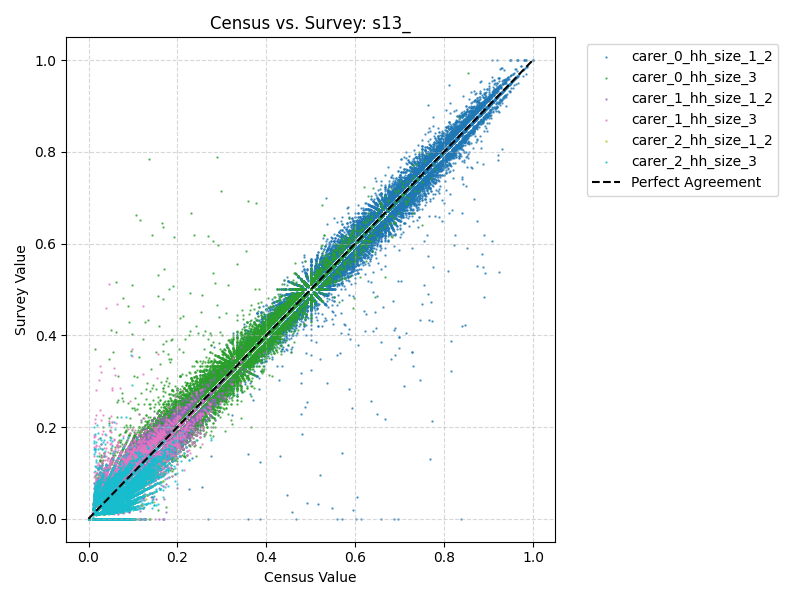 Census vs. Survey: s13_
1.0
0.8
0.6
0.4
0.2
0.0
Survey Value
0.0 0.2 0.4 0.6 0.8 1.0
Census Value
carer_0_hh_size_1_2
carer_0_hh_size_3
carer_1_hh_size_1_2
carer_1_hh_size_3
carer_2_hh_size_1_2
carer_2_hh_size_3
Perfect Agreement